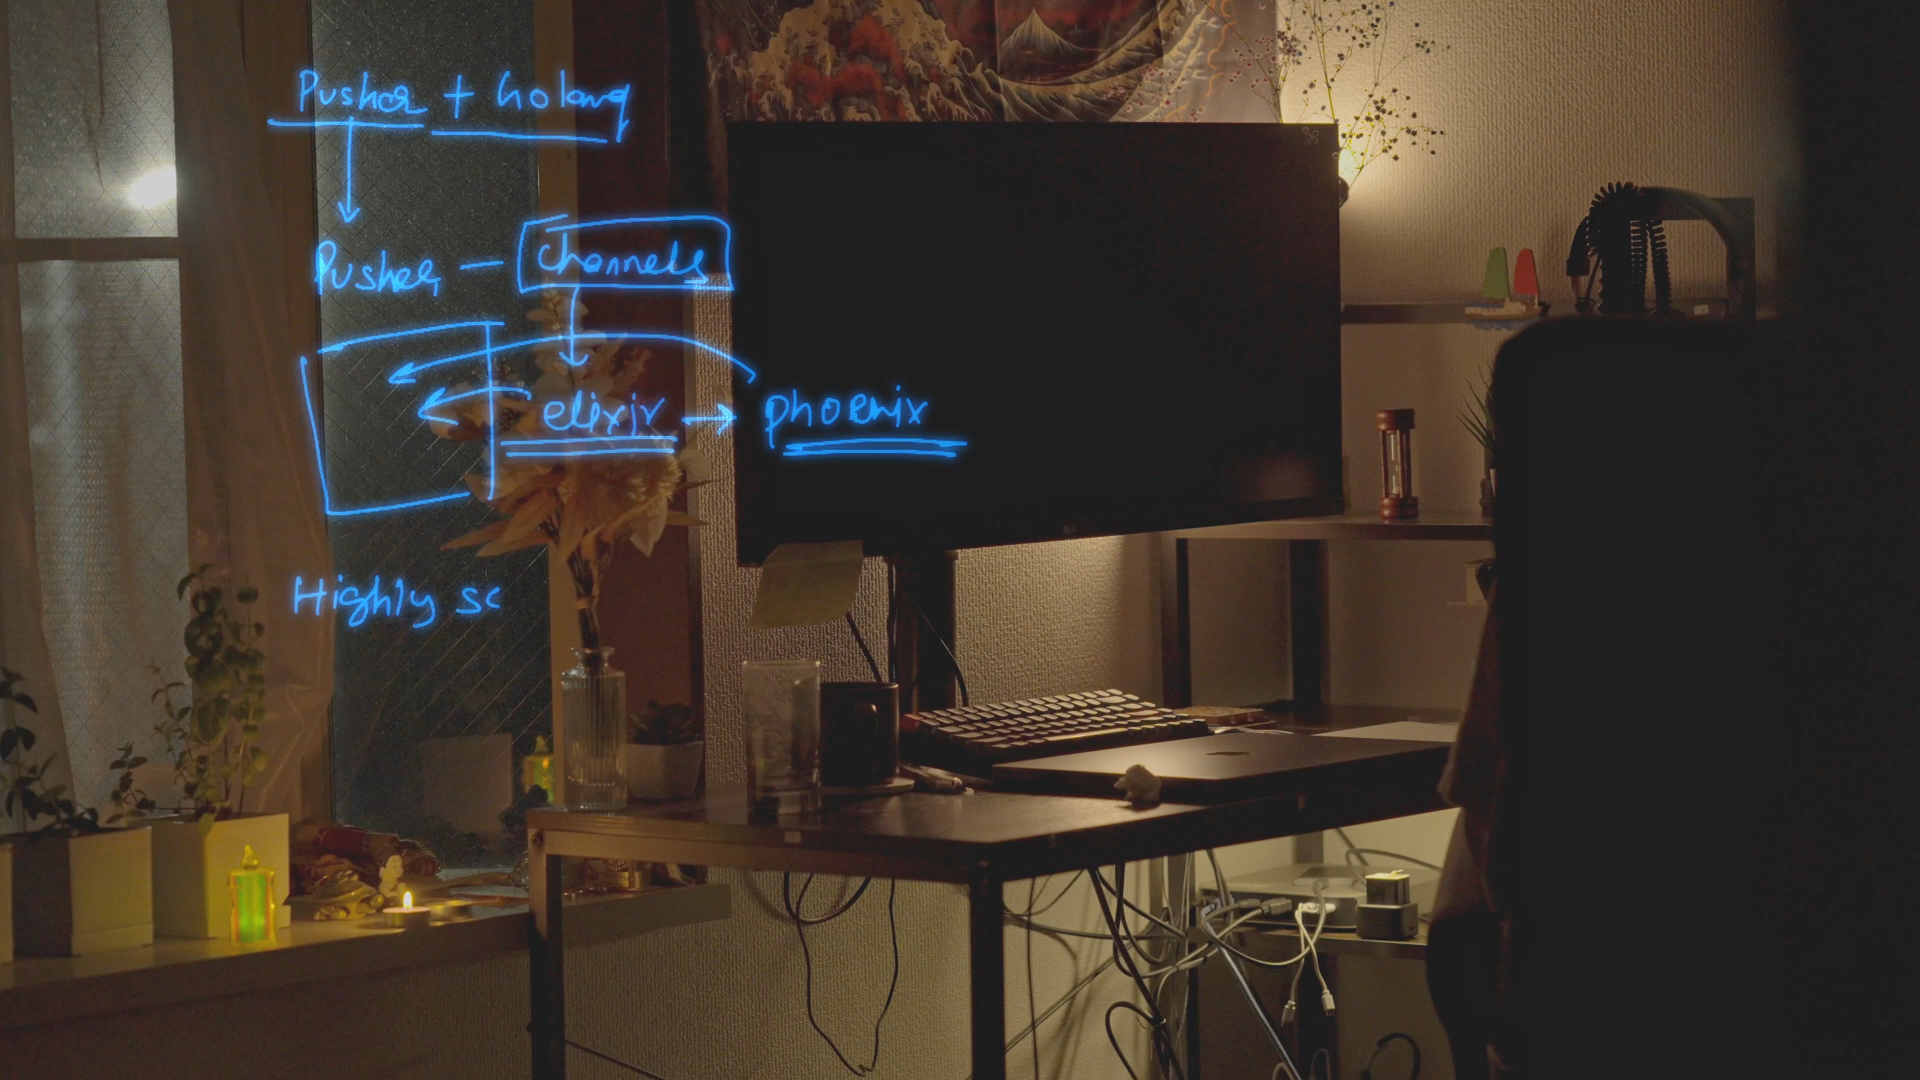 Pusher + Golang
Pusher - Channels
elixir → phoenix
Highly sc